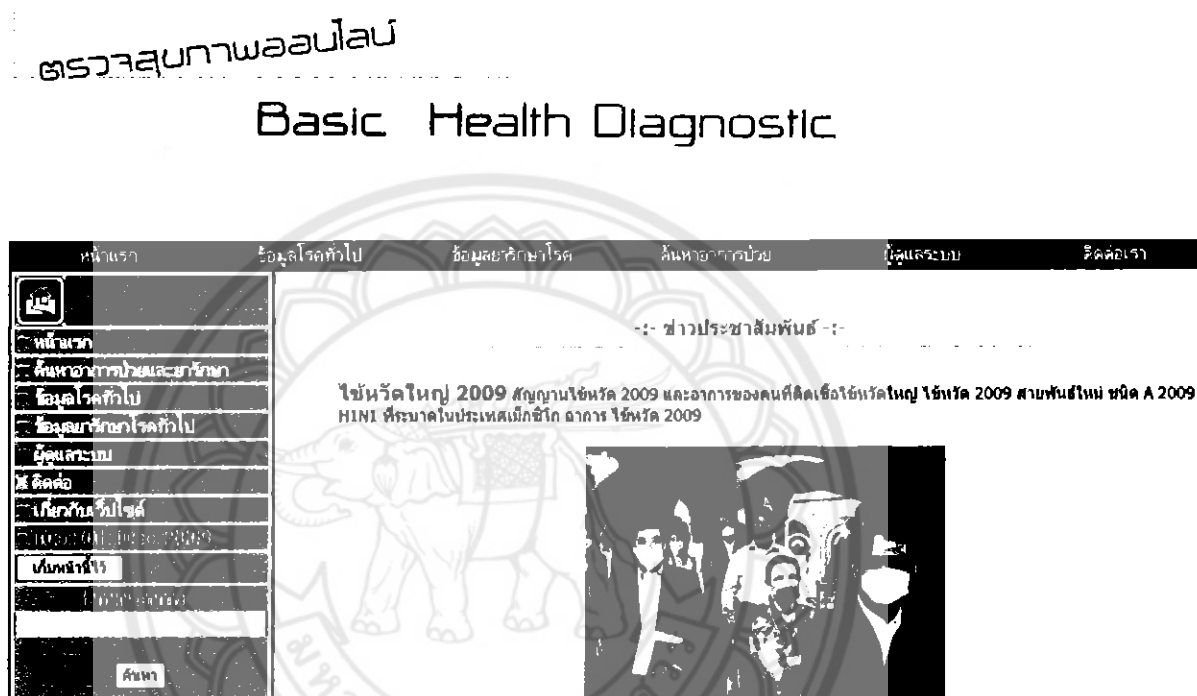 ตรวจสุขภาพออนไลน์
Basic Health Diagnostic
หน้าแรก ข้อมูลโรคทั่วไป ข้อมูลยารักษาโรค ค้นหาอาการป่วย ผู้ดูแลระบบ ติดต่อเรา
หน้าแรก
ค้นหาอาการป่วยและยารักษา
ข้อมูลโรคทั่วไป
ข้อมูลยารักษาโรคทั่วไป
ผู้ดูแลระบบ
ติดต่อ
เกี่ยวกับเว็บไซต์
เก็บหน้านี้ไว้
ค้นหา
-:- ข่าวประชาสัมพันธ์ -:-
ไข้หวัดใหญ่ 2009 สัญญานไข้หวัด 2009 และอาการของคนที่ติดเชื้อไข้หวัดใหญ่ ไข้หวัด 2009 สายพันธ์ใหม่ ชนิด A 2009
H1N1 ที่ระบาดในประเทศเม็กซิโก อาการ ไข้หวัด 2009